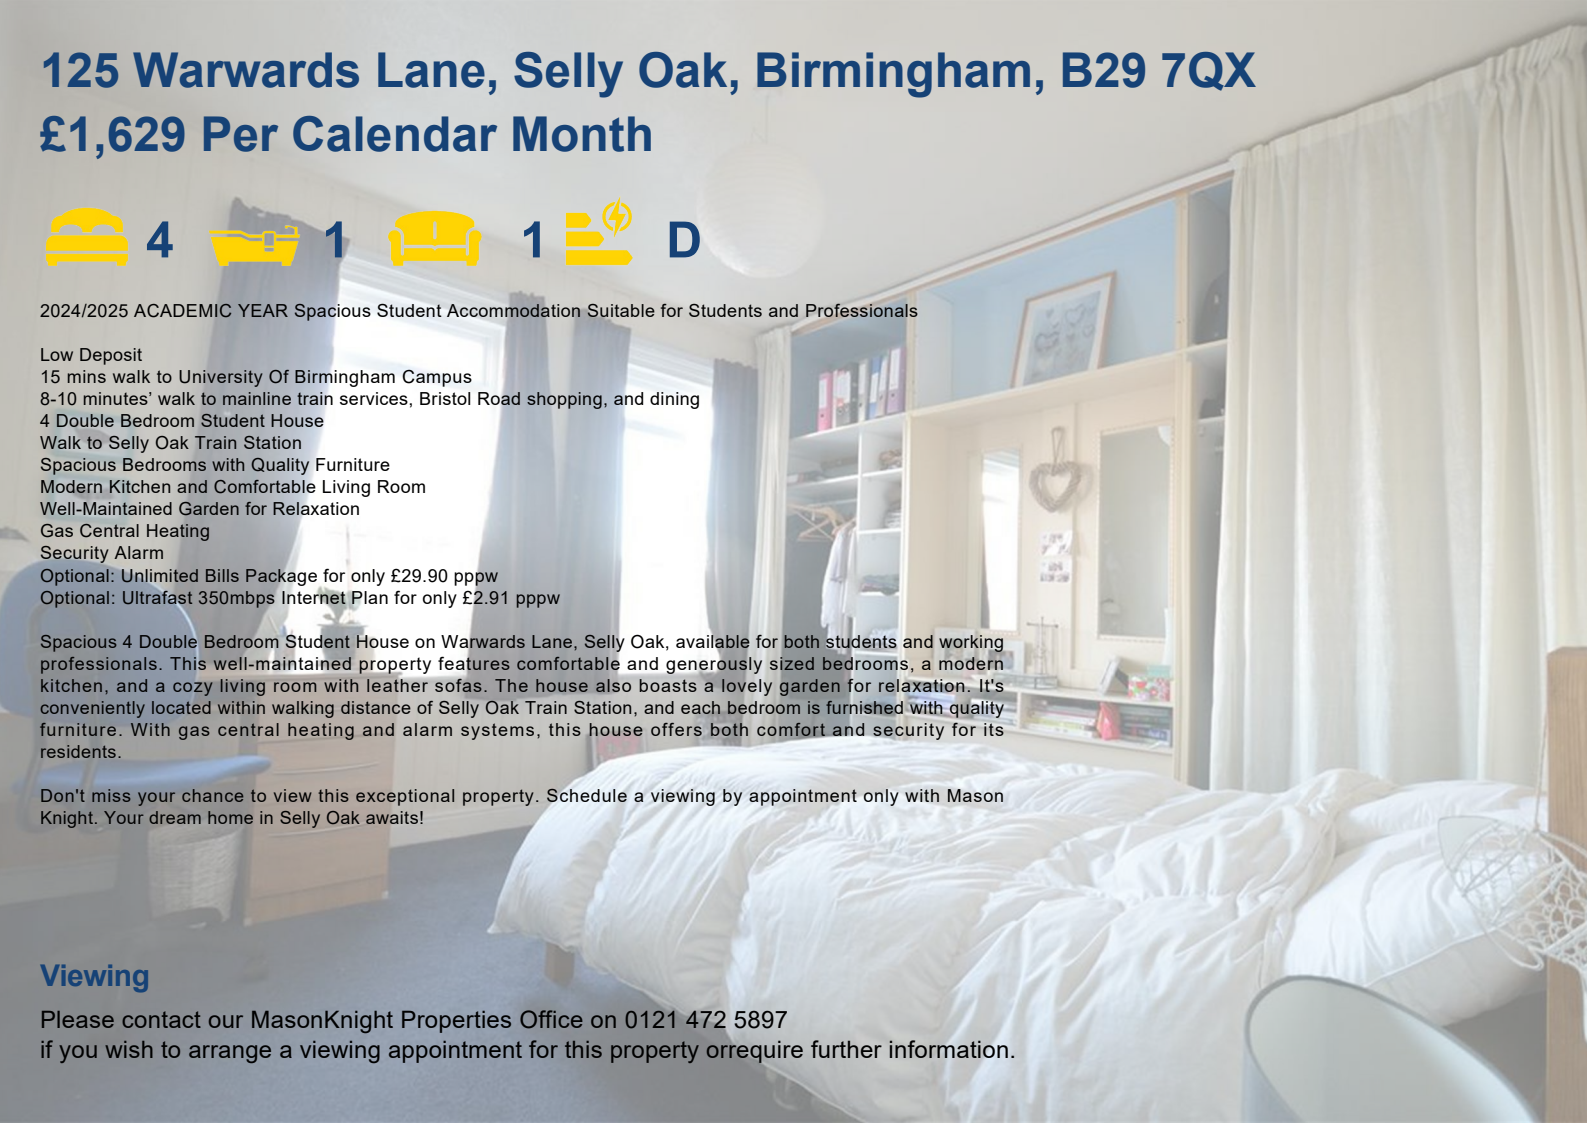 125 Warwards Lane, Selly Oak, Birmingham, B29 7QX
£1,629 Per Calendar Month
4 1 1 D
2024/2025 ACADEMIC YEAR Spacious Student Accommodation Suitable for Students and Professionals
Low Deposit
15 mins walk to University Of Birmingham Campus
8-10 minutes’ walk to mainline train services, Bristol Road shopping, and dining
4 Double Bedroom Student House
Walk to Selly Oak Train Station
Spacious Bedrooms with Quality Furniture
Modern Kitchen and Comfortable Living Room
Well-Maintained Garden for Relaxation
Gas Central Heating
Security Alarm
Optional: Unlimited Bills Package for only £29.90 pppw
Optional: Ultrafast 350mbps Internet Plan for only £2.91 pppw
Spacious 4 Double Bedroom Student House on Warwards Lane, Selly Oak, available for both students and working
professionals. This well-maintained property features comfortable and generously sized bedrooms, a modern
kitchen, and a cozy living room with leather sofas. The house also boasts a lovely garden for relaxation. It's
conveniently located within walking distance of Selly Oak Train Station, and each bedroom is furnished with quality
furniture. With gas central heating and alarm systems, this house offers both comfort and security for its
residents.
Don't miss your chance to view this exceptional property. Schedule a viewing by appointment only with Mason
Knight. Your dream home in Selly Oak awaits!
Viewing
Please contact our MasonKnight Properties Office on 0121 472 5897
if you wish to arrange a viewing appointment for this property orrequire further information.